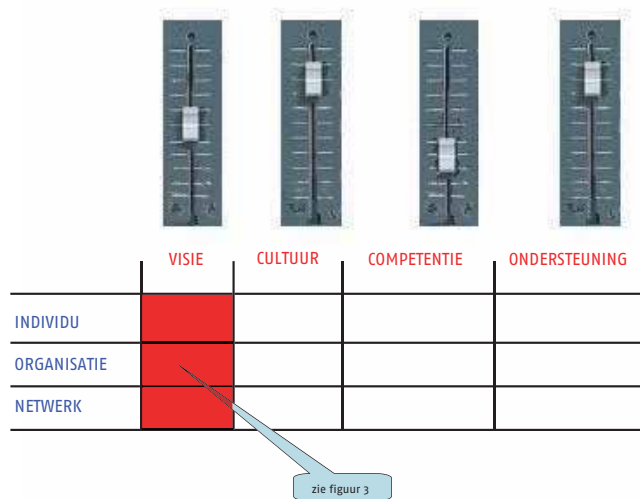 VISIE CULTUUR COMPETENTIE ONDERSTEUNING
INDIVIDU
ORGANISATIE
NETWERK
zie figuur 3